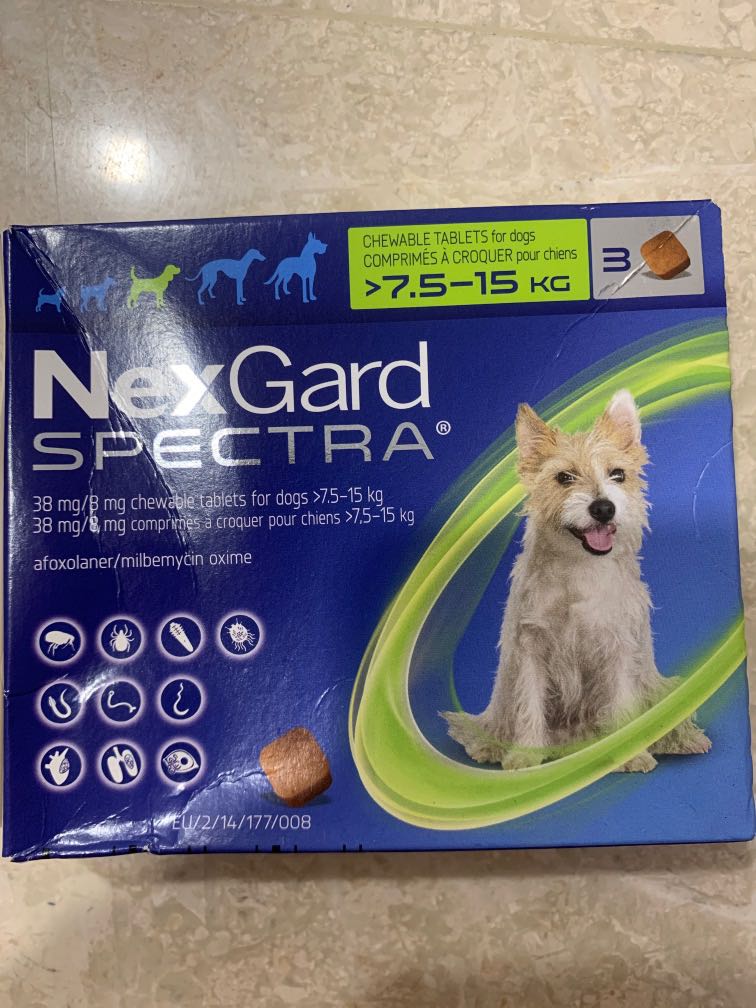 CHEWABLE TABLETS for dogs
COMPRIMÉS À CROQUER pour chiens
>7.5–15 KG
3
NexGard
SPECTRA®
38 mg/8 mg chewable tablets for dogs >7.5–15 kg
38 mg/8 mg comprimés à croquer pour chiens >7,5–15 kg
afoxolaner/milbemycin oxime
EU/2/14/177/008